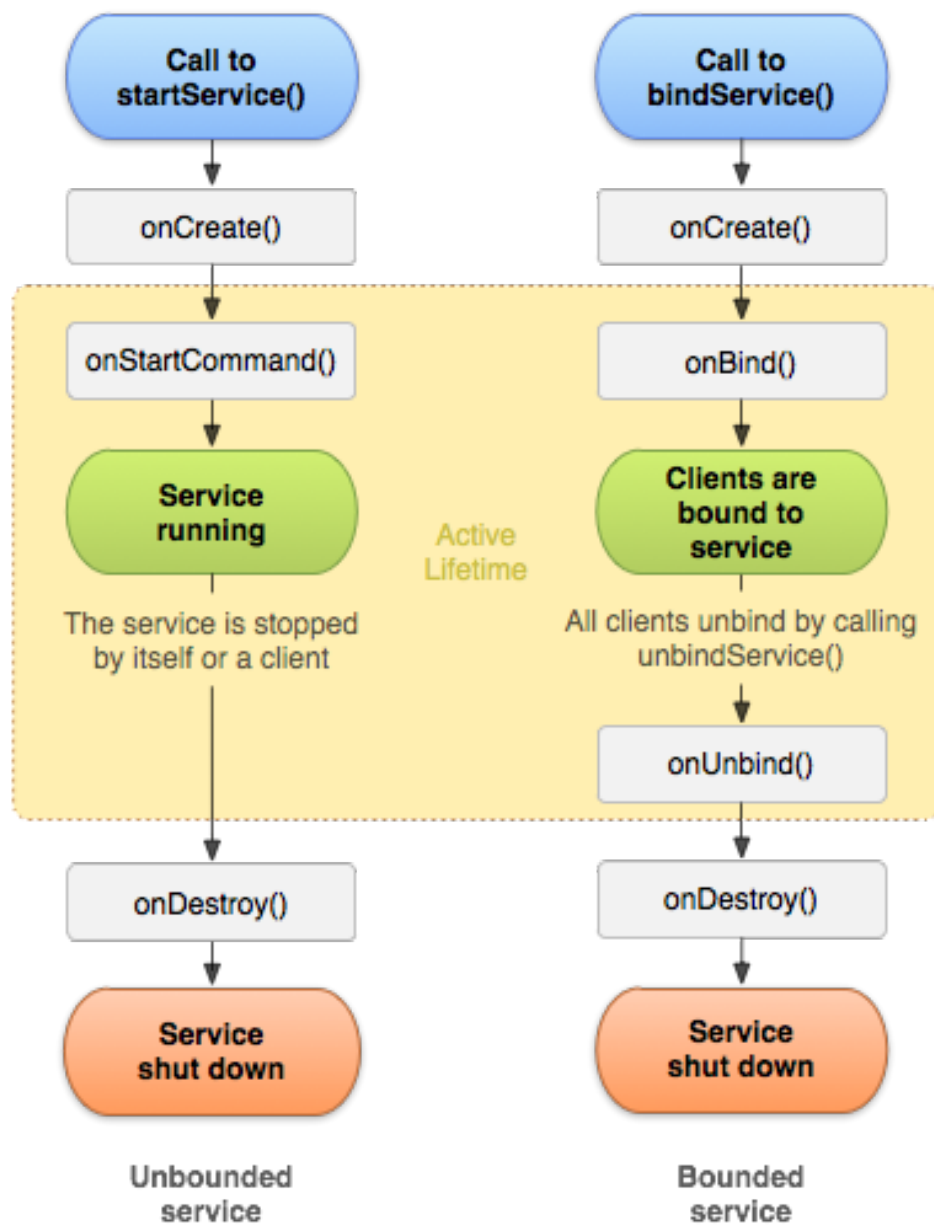 Call to
startService()
onCreate()
onStartCommand()
Service
running
The service is stopped
by itself or a client
onDestroy()
Service
shut down
Unbounded
service
Active
Lifetime
Call to
bindService()
onCreate()
onBind()
Clients are
bound to
service
All clients unbind by calling
unbindService()
onUnbind()
onDestroy()
Service
shut down
Bounded
service